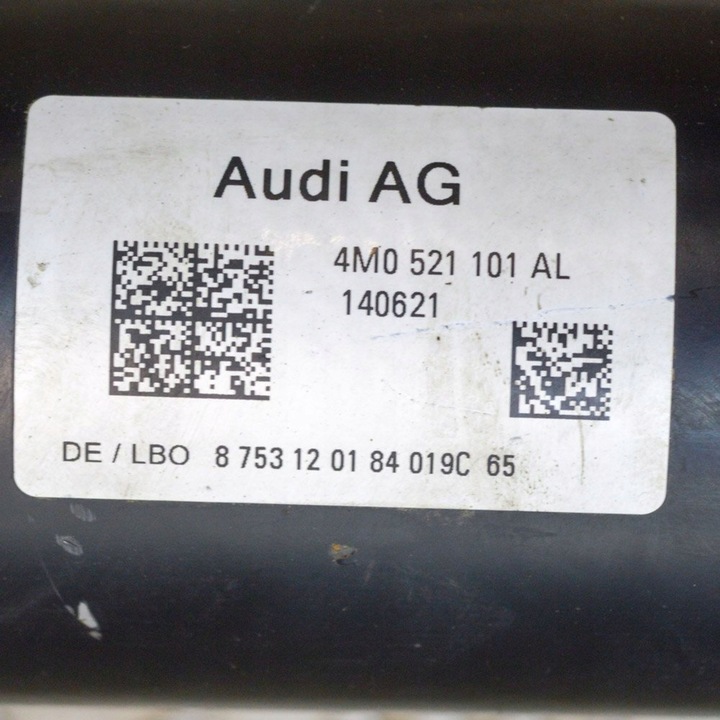 Audi AG
4M0 521 101 AL
140621
DE / LBO 8 753 12 01 84 019C 65